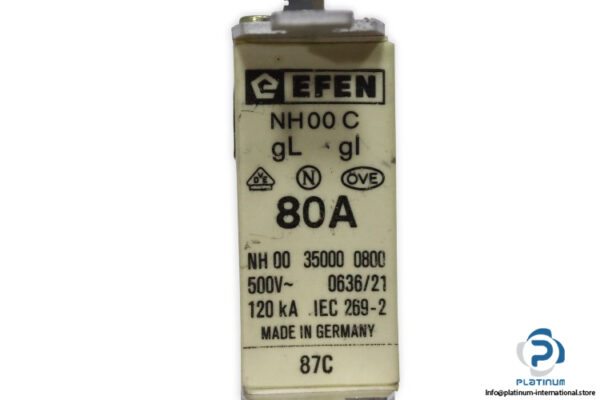 EFEN
NH00 C
gL gl
VDE N ÖVE
80A
NH 00 35000 0800
500V~ 0636/21
120 kA IEC 269-2
MADE IN GERMANY
87C
PLATINUM
Info@platinum-international.store